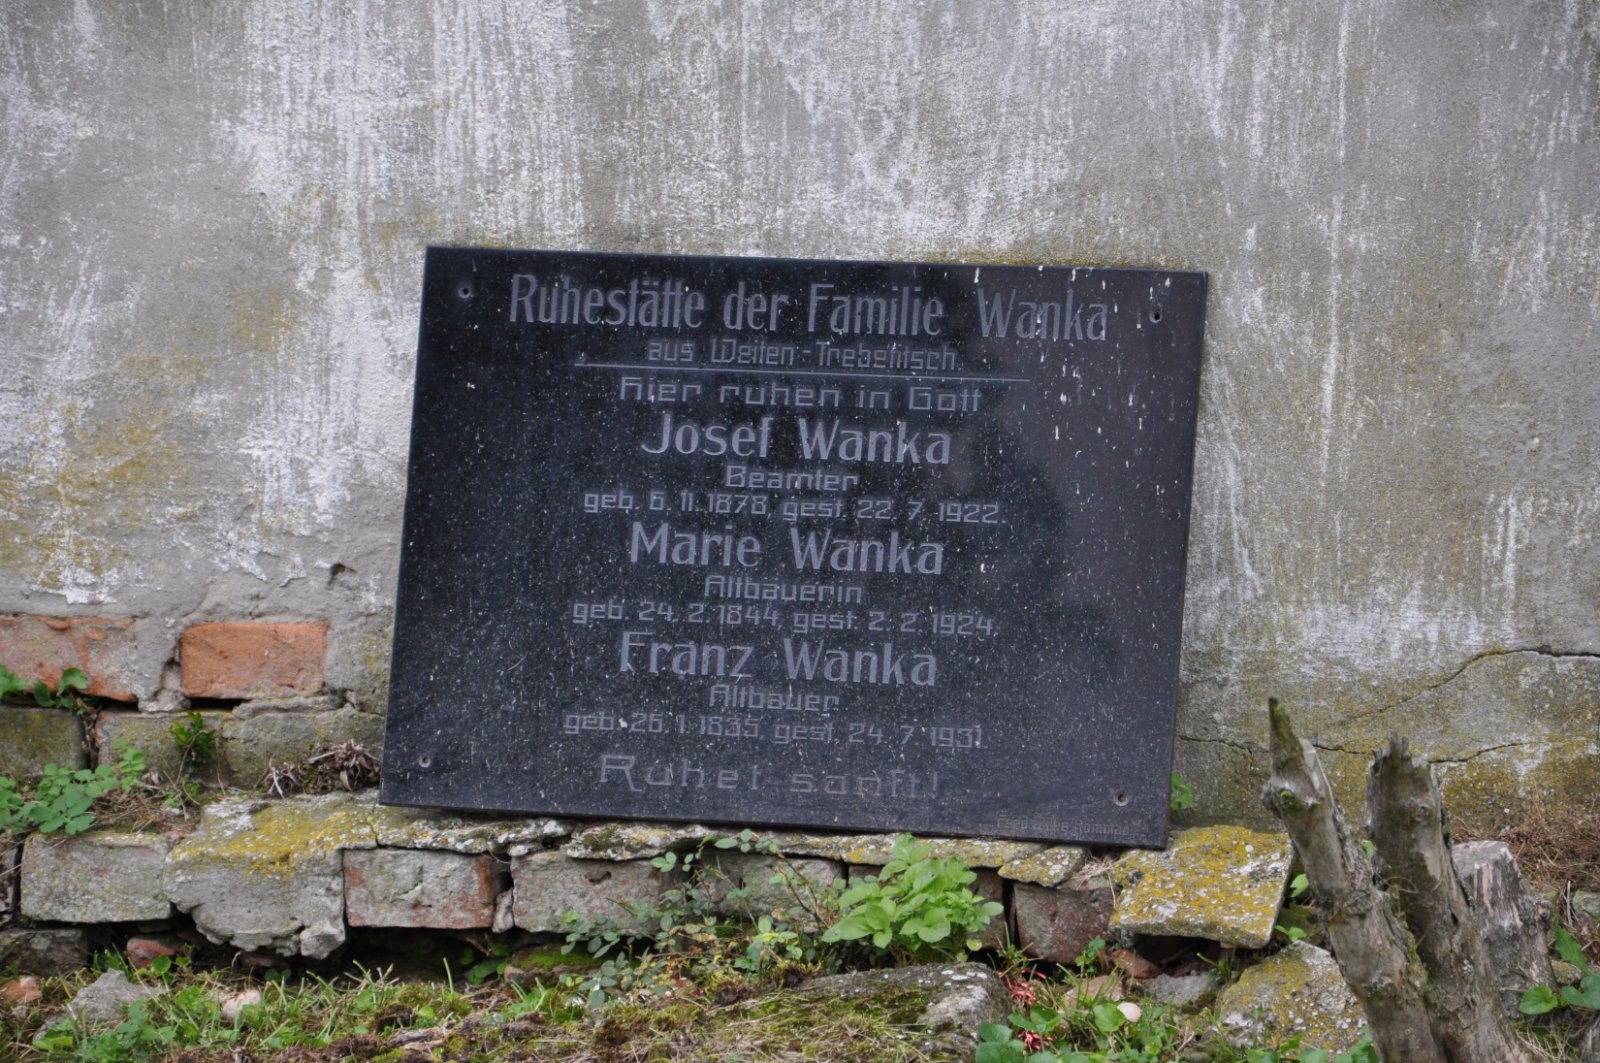 Ruhestätte der Familie Wanka
aus Weiten-Trebetitsch.
Hier ruhen in Gott
Josef Wanka
Beamter
geb. 6. 11. 1878, gest. 22. 7. 1922.
Marie Wanka
Altbäuerin
geb. 24. 2. 1844, gest. 2. 2. 1924.
Franz Wanka
Altbauer
geb. 26. 1. 1835, gest. 24. 7. 1931.
Ruhet sanft!